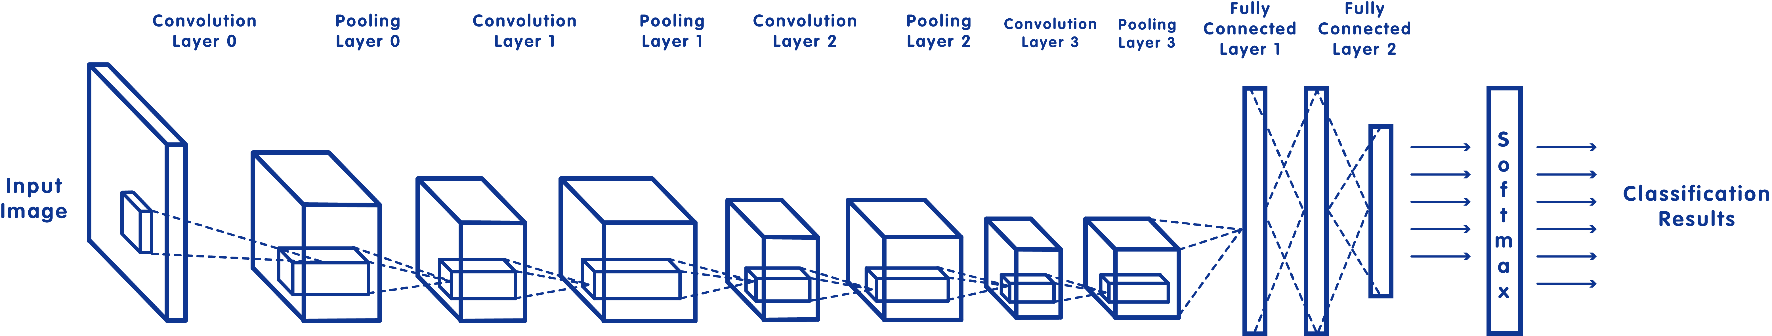 Convolution
Layer 0
Pooling
Layer 0
Convolution
Layer 1
Pooling
Layer 1
Convolution
Layer 2
Pooling
Layer 2
Convolution
Layer 3
Pooling
Layer 3
Fully
Connected
Layer 1
Fully
Connected
Layer 2
Input
Image
Softmax
Classification
Results